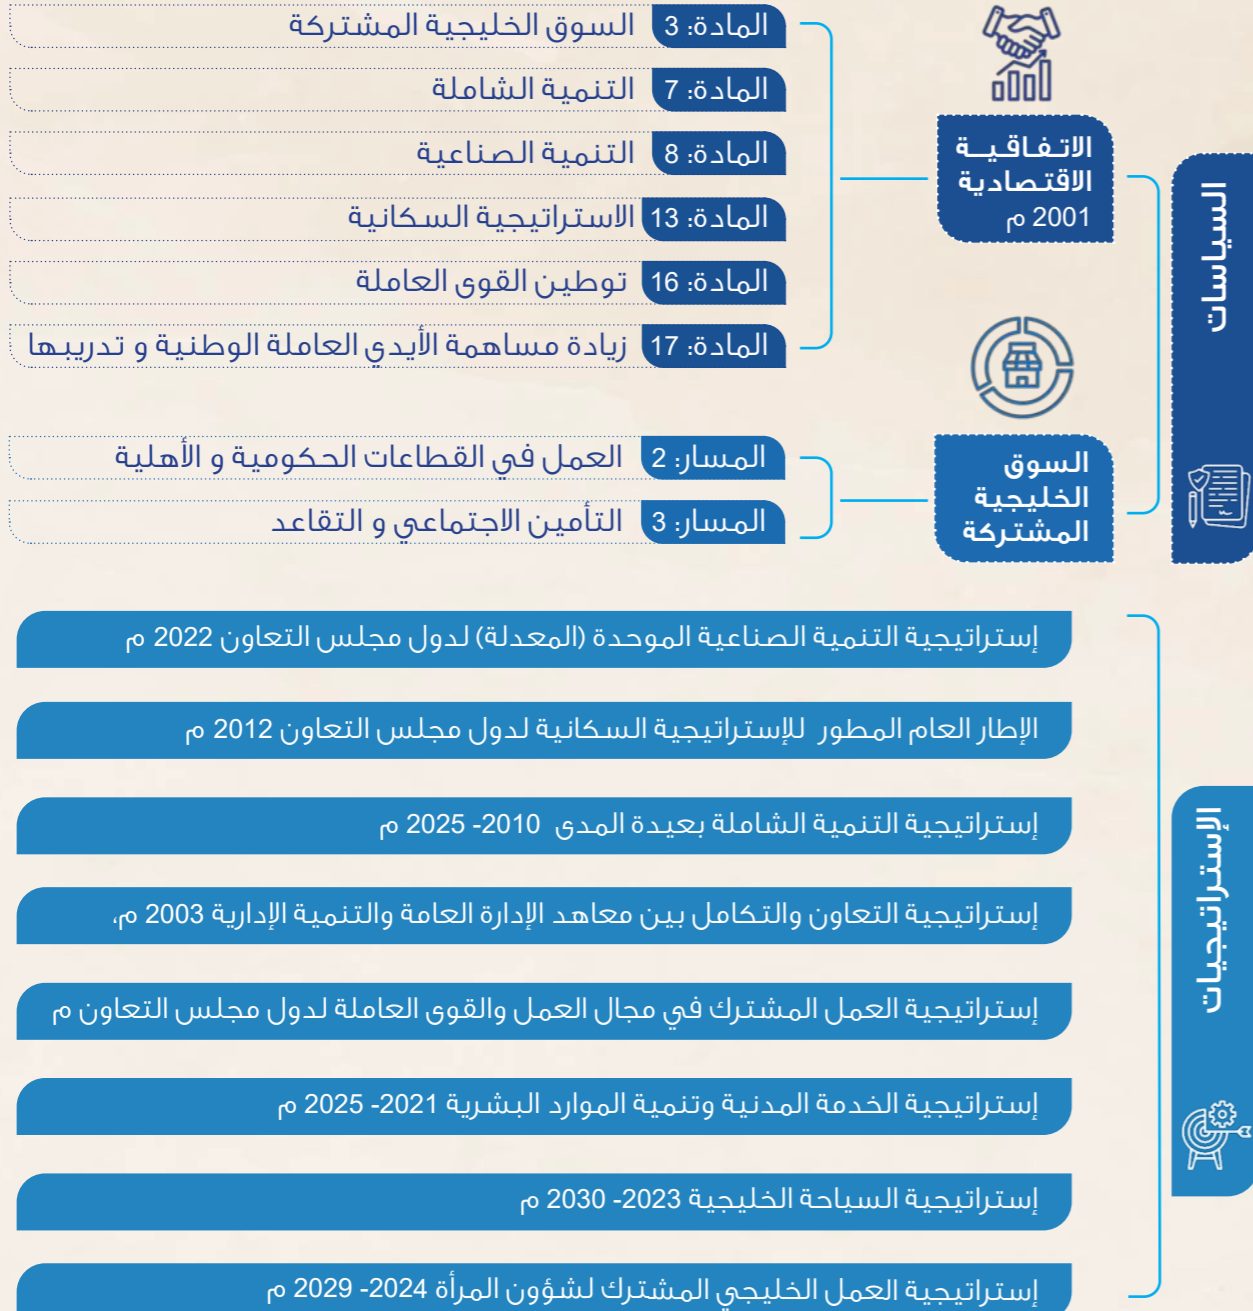 السياسات
الاتفاقية
الاقتصادية
2001 م
المادة: 3 السوق الخليجية المشتركة
المادة: 7 التنمية الشاملة
المادة: 8 التنمية الصناعية
المادة: 13 الاستراتيجية السكانية
المادة: 16 توطين القوى العاملة
المادة: 17 زيادة مساهمة الأيدي العاملة الوطنية و تدريبها
السوق
الخليجية
المشتركة
المسار: 2 العمل في القطاعات الحكومية و الأهلية
المسار: 3 التأمين الاجتماعي و التقاعد
الإستراتيجيات
إستراتيجية التنمية الصناعية الموحدة (المعدلة) لدول مجلس التعاون 2022 م
الإطار العام المطور للإستراتيجية السكانية لدول مجلس التعاون 2012 م
إستراتيجية التنمية الشاملة بعيدة المدى 2010- 2025 م
إستراتيجية التعاون والتكامل بين معاهد الإدارة العامة والتنمية الإدارية 2003 م،
إستراتيجية العمل المشترك في مجال العمل والقوى العاملة لدول مجلس التعاون م
إستراتيجية الخدمة المدنية وتنمية الموارد البشرية 2021- 2025 م
إستراتيجية السياحة الخليجية 2023- 2030 م
إستراتيجية العمل الخليجي المشترك لشؤون المرأة 2024- 2029 م